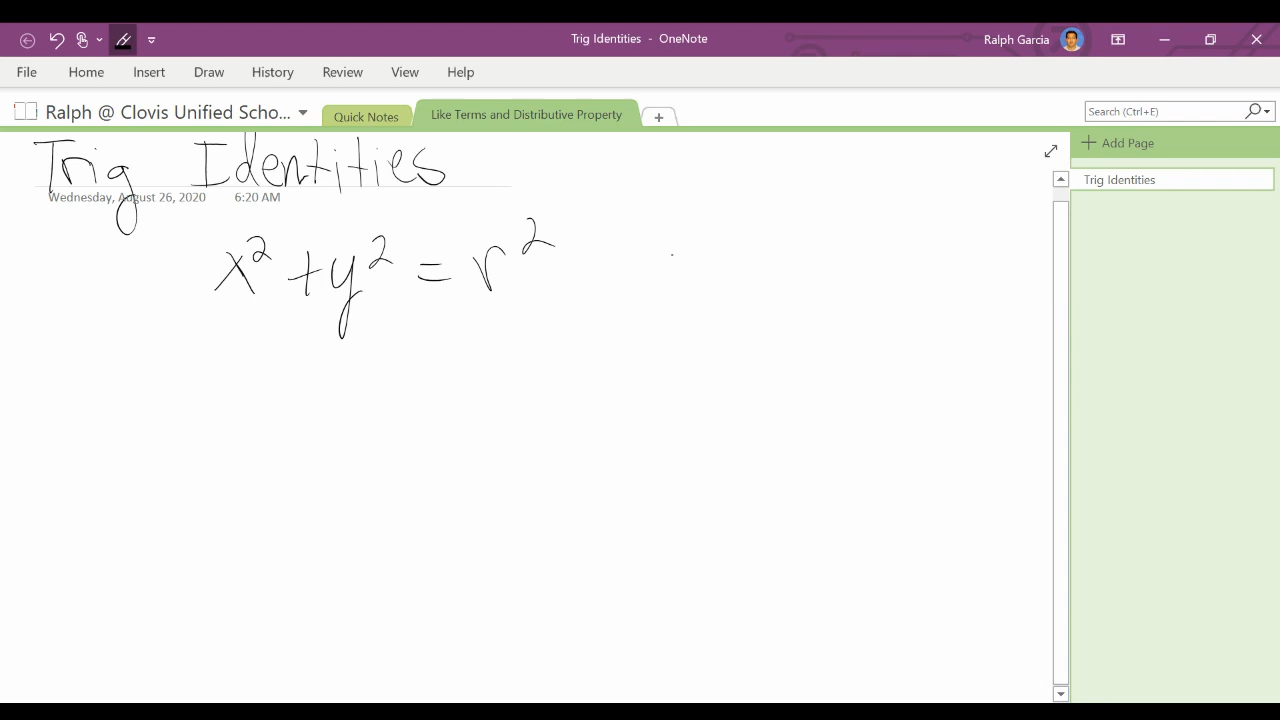 Trig Identities - OneNote
Ralph Garcia
File Home Insert Draw History Review View Help
Ralph @ Clovis Unified Scho...
Quick Notes
Like Terms and Distributive Property
Search (Ctrl+E)
Add Page
Trig Identities
Trig Identities
Wednesday, August 26, 2020 6:20 AM
x² + y² = r²